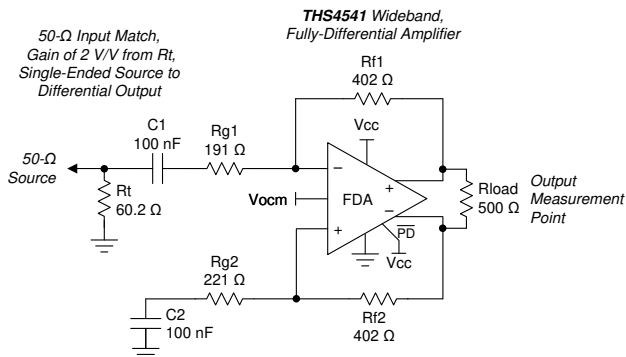 THS4541 Wideband,
Fully-Differential Amplifier
50-Ω Input Match,
Gain of 2 V/V from Rt,
Single-Ended Source to
Differential Output
Rf1
402 Ω
C1
100 nF
Rg1
191 Ω
Vcc
50-Ω
Source
Rt
60.2 Ω
Vocm
–
+
FDA
+
–
PD
Vcc
Rload
500 Ω
Output
Measurement
Point
Rg2
221 Ω
C2
100 nF
Rf2
402 Ω